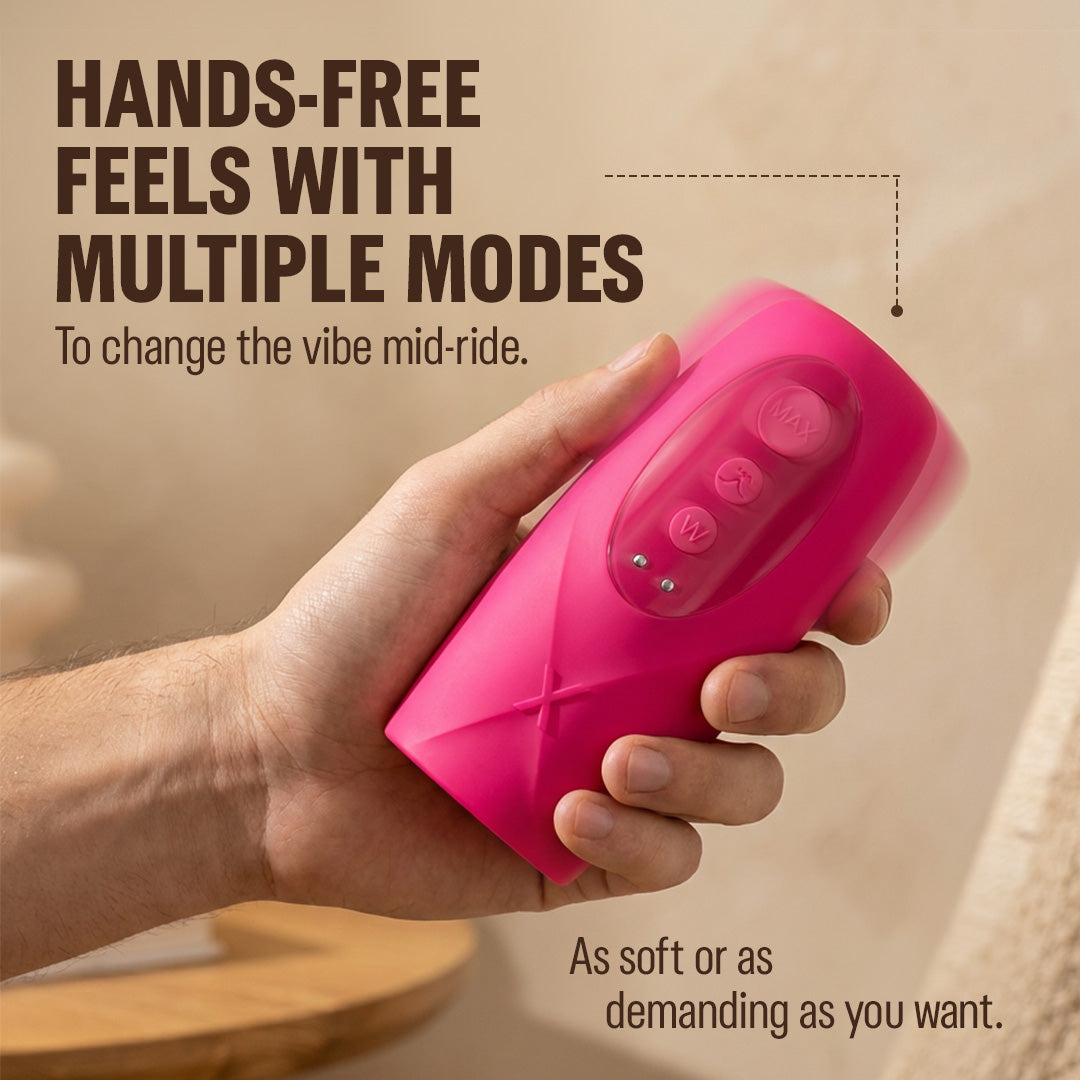 HANDS-FREE
FEELS WITH
MULTIPLE MODES
To change the vibe mid-ride.
MAX
W
As soft or as
demanding as you want.